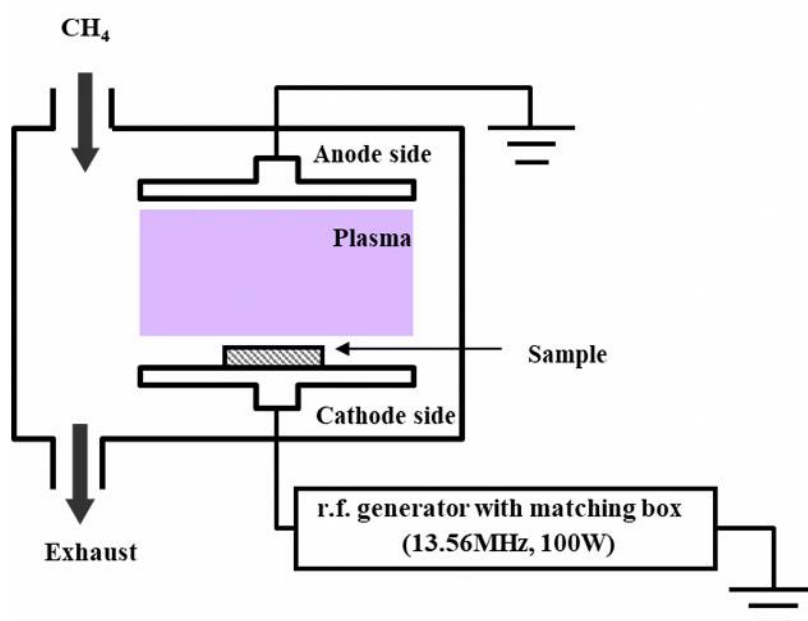 CH4
Anode side
Plasma
Sample
Cathode side
r.f. generator with matching box
(13.56MHz, 100W)
Exhaust